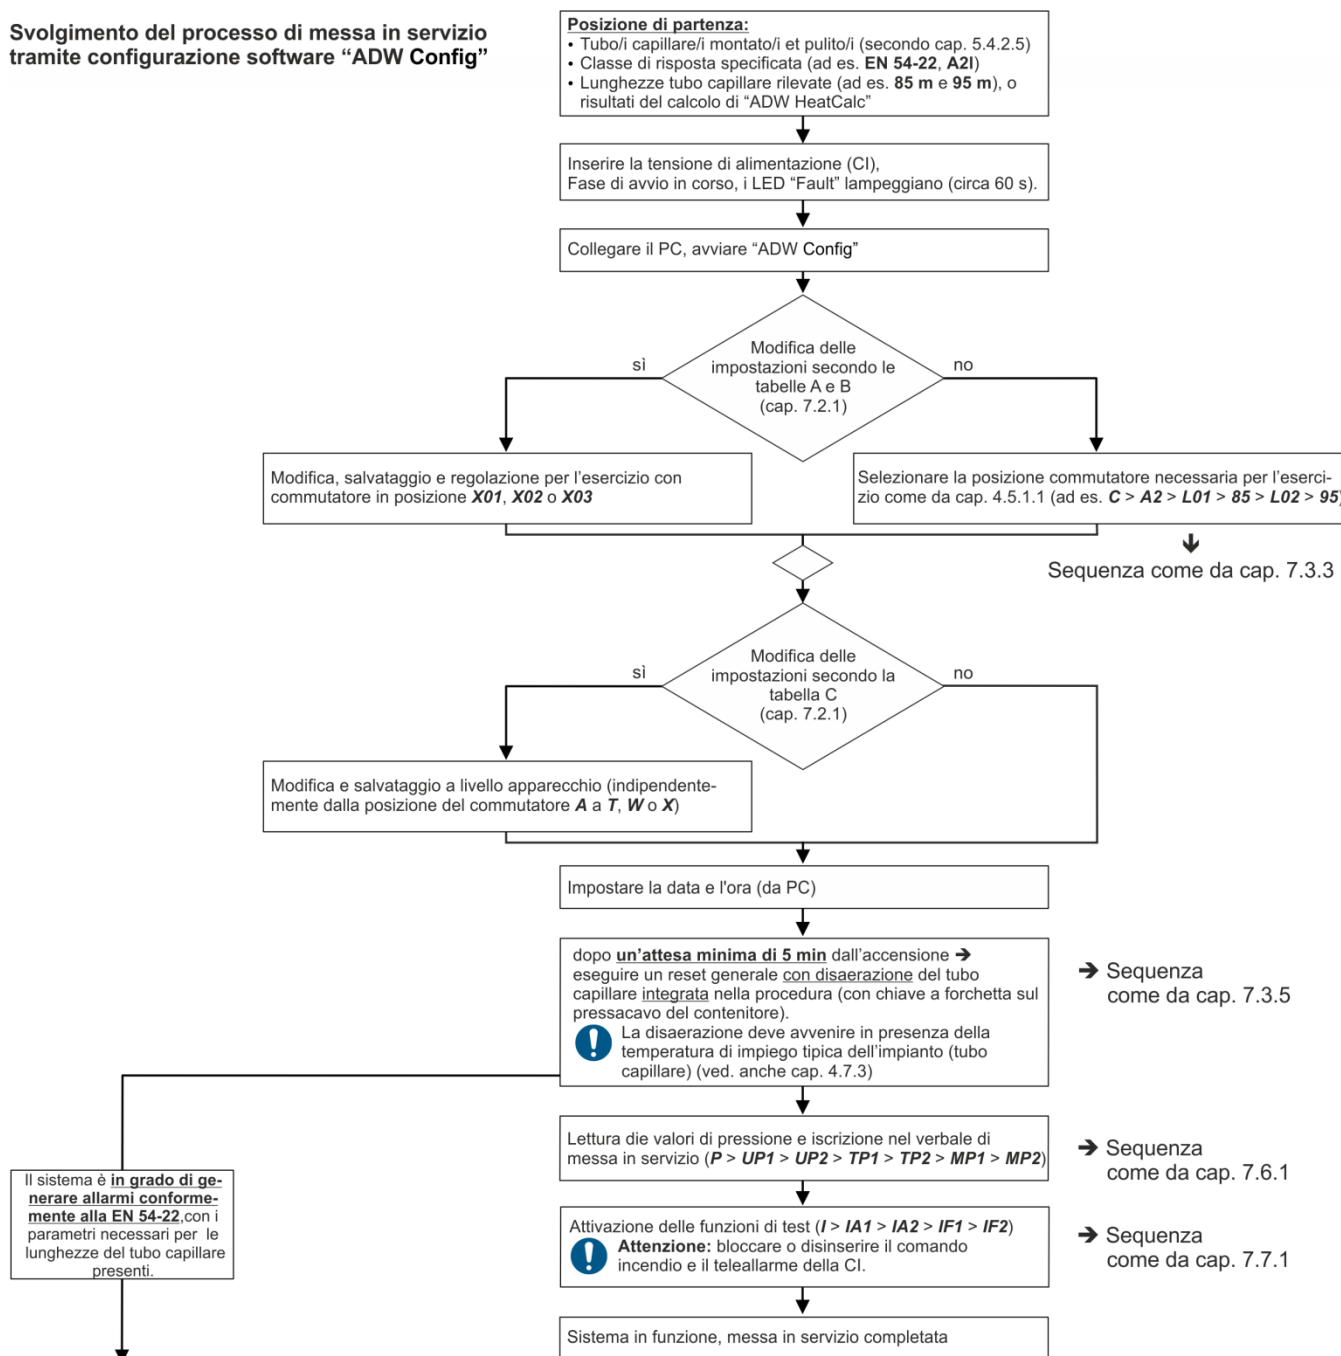 Svolgimento del processo di messa in servizio
tramite configurazione software “ADW Config”
Posizione di partenza:
• Tubo/i capillare/i montato/i et pulito/i (secondo cap. 5.4.2.5)
• Classe di risposta specificata (ad es. EN 54-22, A2I)
• Lunghezze tubo capillare rilevate (ad es. 85 m e 95 m), o
risultati del calcolo di “ADW HeatCalc”
Inserire la tensione di alimentazione (CI),
Fase di avvio in corso, i LED “Fault” lampeggiano (circa 60 s).
Collegare il PC, avviare “ADW Config”
Modifica delle
impostazioni secondo le
tabelle A e B
(cap. 7.2.1)
sì
no
Modifica, salvataggio e regolazione per l’esercizio con
commutatore in posizione X01, X02 o X03
Selezionare la posizione commutatore necessaria per l’eserci-
zio come da cap. 4.5.1.1 (ad es. C > A2 > L01 > 85 > L02 > 95)
🡻
Sequenza come da cap. 7.3.3
Modifica delle
impostazioni secondo la
tabella C
(cap. 7.2.1)
sì
no
Modifica e salvataggio a livello apparecchio (indipendente-
mente dalla posizione del commutatore A a T, W o X)
Impostare la data e l'ora (da PC)
dopo un’attesa minima di 5 min dall’accensione ➔
eseguire un reset generale con disaerazione del tubo
capillare integrata nella procedura (con chiave a forchetta sul
pressacavo del contenitore).
La disaerazione deve avvenire in presenza della
temperatura di impiego tipica dell’impianto (tubo
capillare) (ved. anche cap. 4.7.3)
➔ Sequenza
come da cap. 7.3.5
Lettura die valori di pressione e iscrizione nel verbale di
messa in servizio (P > UP1 > UP2 > TP1 > TP2 > MP1 > MP2)
➔ Sequenza
come da cap. 7.6.1
Il sistema è in grado di ge-
nerare allarmi conforme-
mente alla EN 54-22,con i
parametri necessari per le
lunghezze del tubo capillare
presenti.
Attivazione delle funzioni di test (I > IA1 > IA2 > IF1 > IF2)
Attenzione: bloccare o disinserire il comando
incendio e il teleallarme della CI.
➔ Sequenza
come da cap. 7.7.1
Sistema in funzione, messa in servizio completata